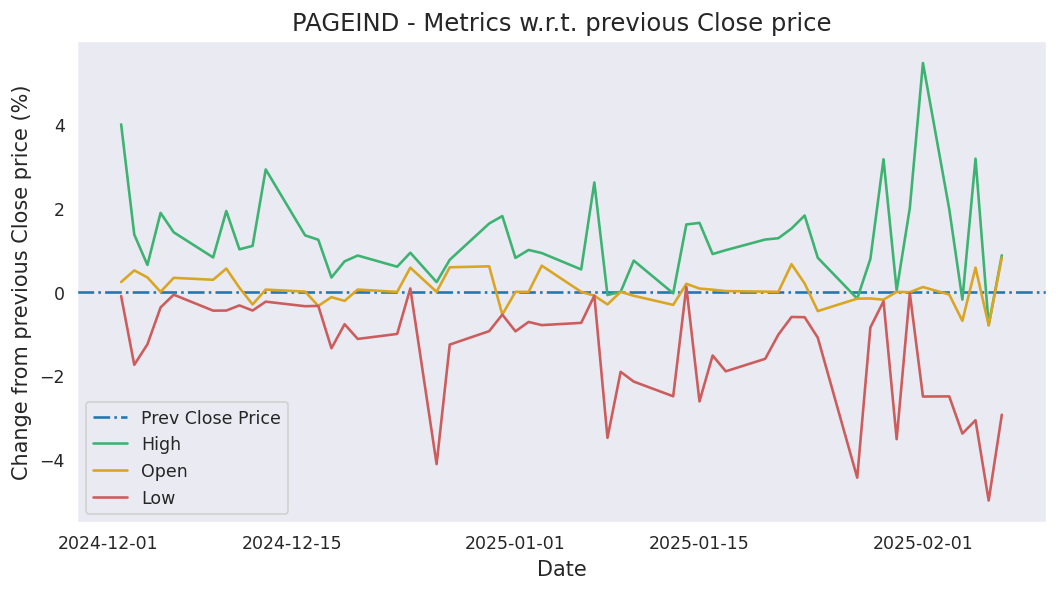 PAGEIND - Metrics w.r.t. previous Close price
Change from previous Close price (%)
4
2
0
−2
−4
Prev Close Price
High
Open
Low
2024-12-01
2024-12-15
2025-01-01
2025-01-15
2025-02-01
Date